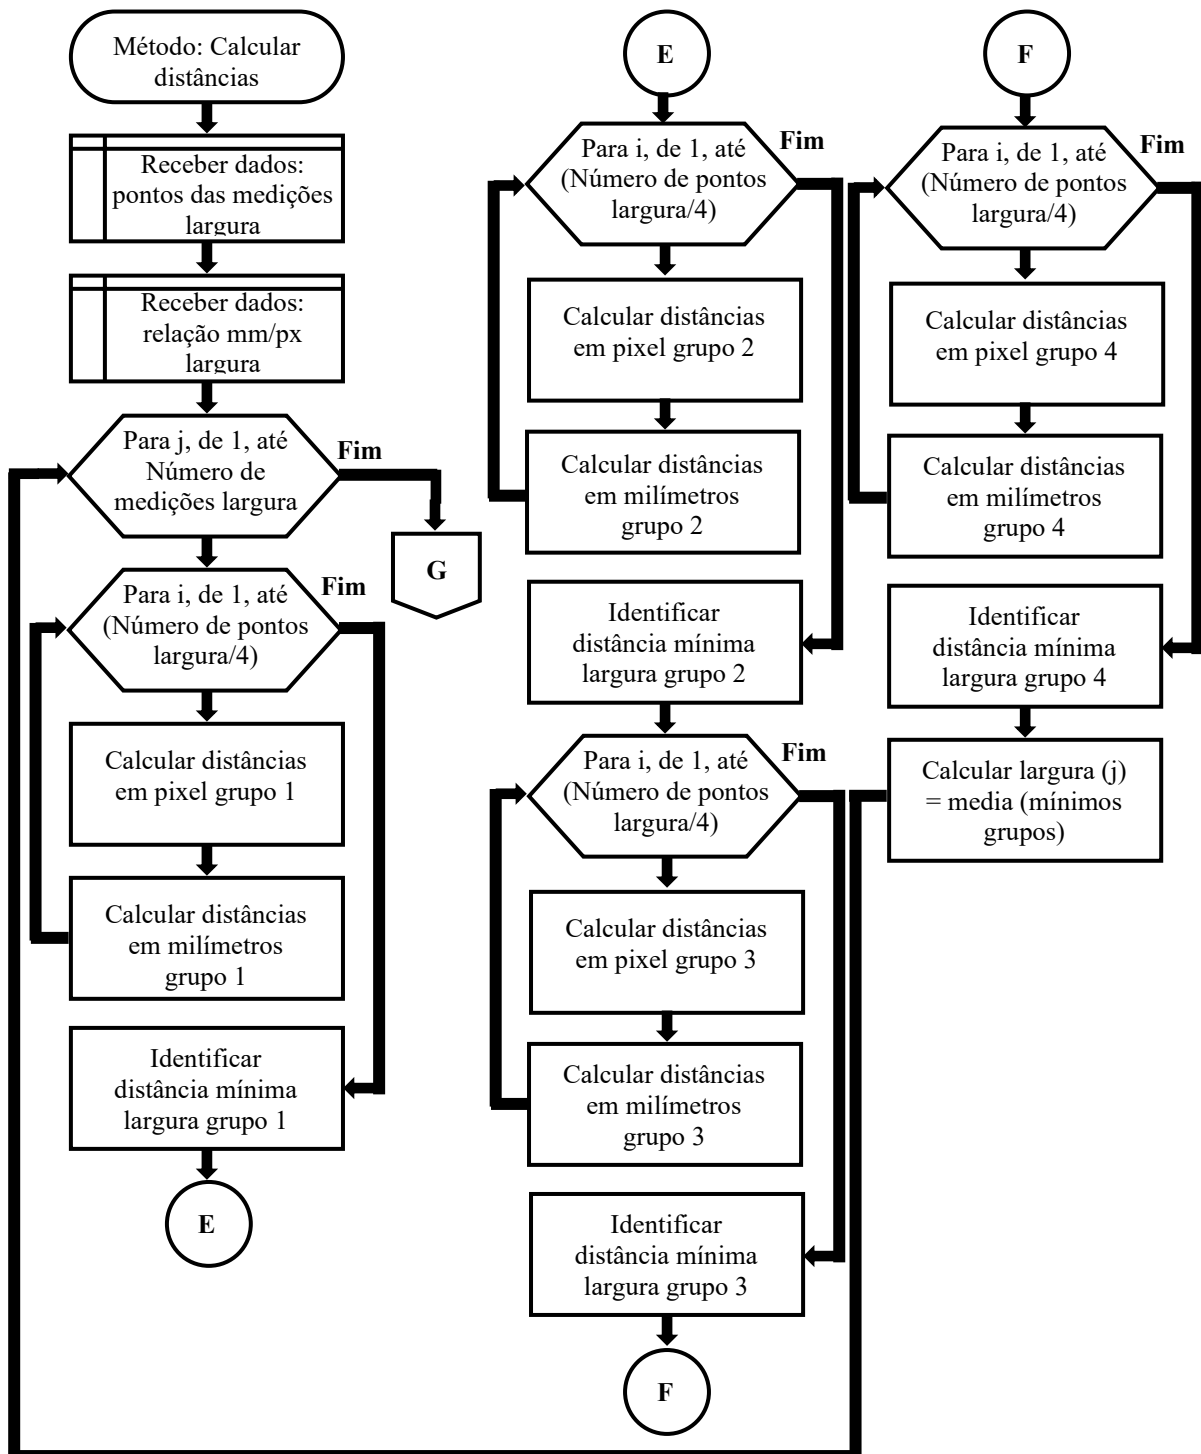 Método: Calcular
distâncias
Receber dados:
pontos das medições
largura
Receber dados:
relação mm/px
largura
Para j, de 1, até
Número de
medições largura
Fim
G
Para i, de 1, até
(Número de pontos
largura/4)
Fim
Calcular distâncias
em pixel grupo 1
Calcular distâncias
em milímetros
grupo 1
Identificar
distância mínima
largura grupo 1
E
E
Para i, de 1, até
(Número de pontos
largura/4)
Fim
Calcular distâncias
em pixel grupo 2
Calcular distâncias
em milímetros
grupo 2
Identificar
distância mínima
largura grupo 2
Para i, de 1, até
(Número de pontos
largura/4)
Fim
Calcular distâncias
em pixel grupo 3
Calcular distâncias
em milímetros
grupo 3
Identificar
distância mínima
largura grupo 3
F
F
Para i, de 1, até
(Número de pontos
largura/4)
Fim
Calcular distâncias
em pixel grupo 4
Calcular distâncias
em milímetros
grupo 4
Identificar
distância mínima
largura grupo 4
Calcular largura (j)
= media (mínimos
grupos)